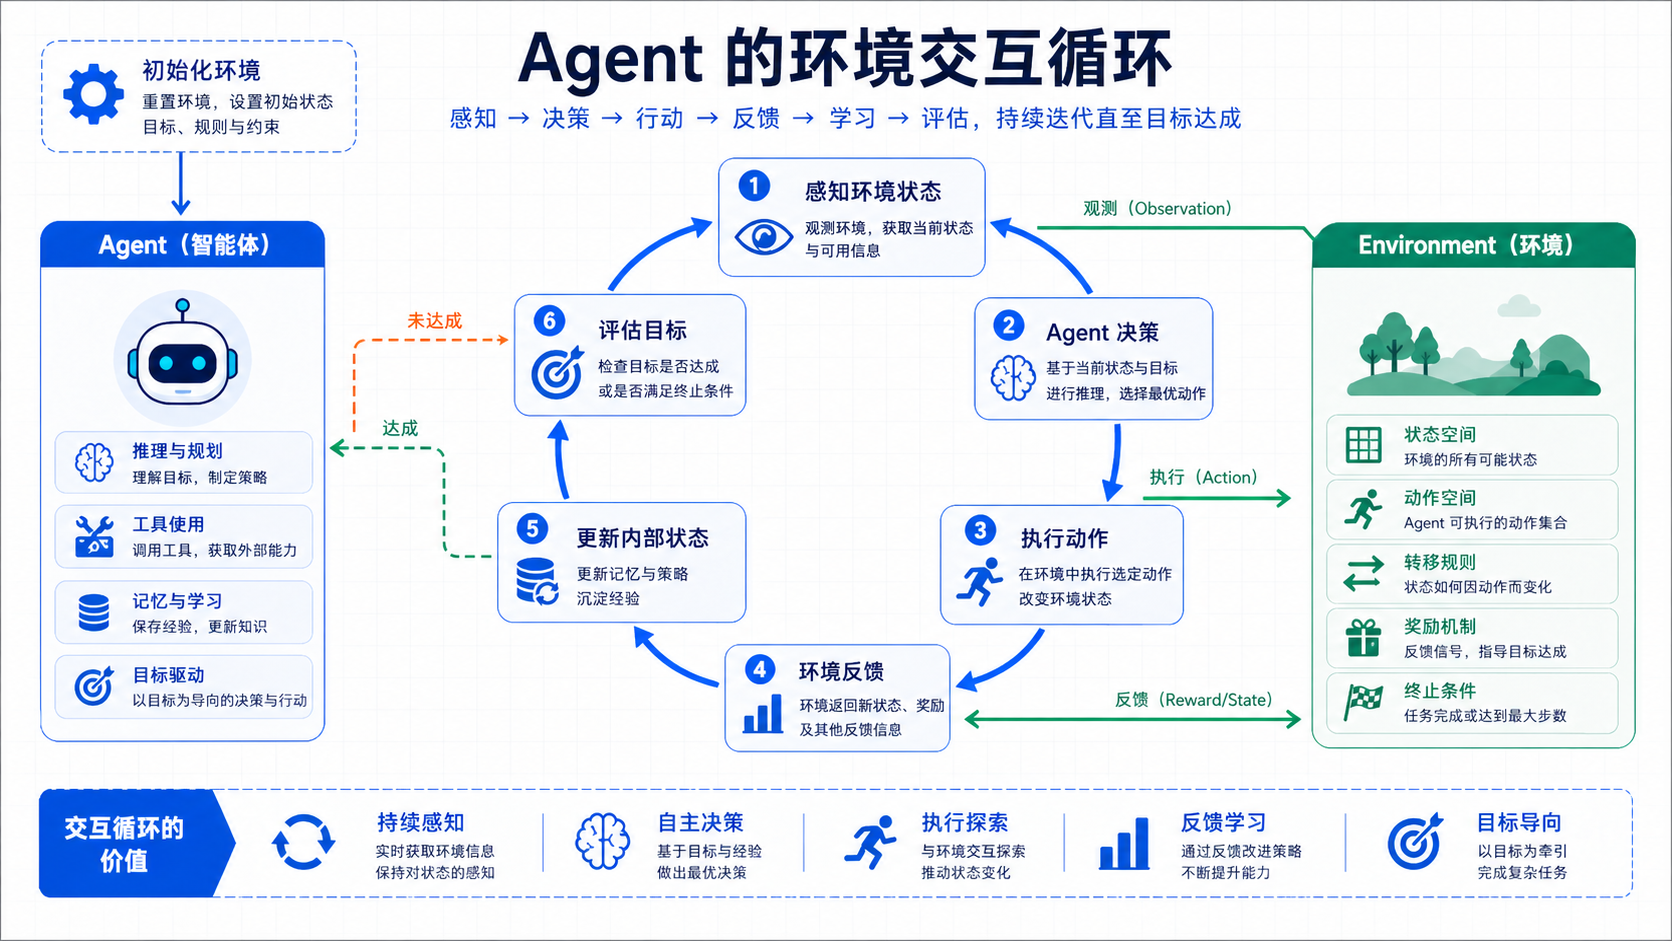 Agent 的环境交互循环
感知 → 决策 → 行动 → 反馈 → 学习 → 评估，持续迭代直至目标达成
初始化环境
重置环境，设置初始状态
目标、规则与约束
Agent（智能体）
推理与规划
理解目标，制定策略
工具使用
调用工具，获取外部能力
记忆与学习
保存经验，更新知识
目标驱动
以目标为导向的决策与行动
未达成
达成
1
感知环境状态
观测环境，获取当前状态
与可用信息
2
Agent 决策
基于当前状态与目标
进行推理，选择最优动作
3
执行动作
在环境中执行选定动作
改变环境状态
4
环境反馈
环境返回新状态、奖励
及其他反馈信息
5
更新内部状态
更新记忆与策略
沉淀经验
6
评估目标
检查目标是否达成
或是否满足终止条件
观测（Observation）
执行（Action）
反馈（Reward/State）
Environment（环境）
状态空间
环境的所有可能状态
动作空间
Agent 可执行的动作集合
转移规则
状态如何因动作而变化
奖励机制
反馈信号，指导目标达成
终止条件
任务完成或达到最大步数
交互循环的
价值
持续感知
实时获取环境信息
保持对状态的感知
自主决策
基于目标与经验
做出最优决策
执行探索
与环境交互探索
推动状态变化
反馈学习
通过反馈改进策略
不断提升能力
目标导向
以目标为牵引
完成复杂任务